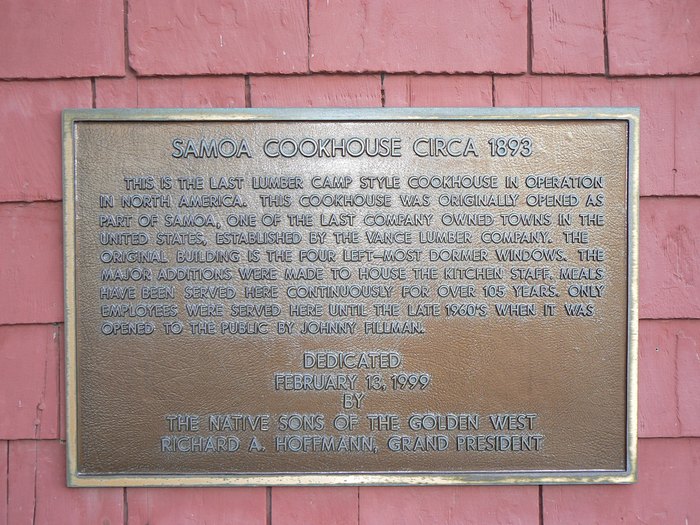 SAMOA COOKHOUSE CIRCA 1893
THIS IS THE LAST LUMBER CAMP STYLE COOKHOUSE IN OPERATION
IN NORTH AMERICA. THIS COOKHOUSE WAS ORIGINALLY OPENED AS
PART OF SAMOA, ONE OF THE LAST COMPANY OWNED TOWNS IN THE
UNITED STATES, ESTABLISHED BY THE VANCE LUMBER COMPANY. THE
ORIGINAL BUILDING IS THE FOUR LEFT-MOST DORMER WINDOWS. THE
MAJOR ADDITIONS WERE MADE TO HOUSE THE KITCHEN STAFF. MEALS
HAVE BEEN SERVED HERE CONTINUOUSLY FOR OVER 105 YEARS. ONLY
EMPLOYEES WERE SERVED HERE UNTIL THE LATE 1960'S WHEN IT WAS
OPENED TO THE PUBLIC BY JOHNNY FILLMAN.
DEDICATED
FEBRUARY 13, 1999
BY
THE NATIVE SONS OF THE GOLDEN WEST
RICHARD A. HOFFMANN, GRAND PRESIDENT